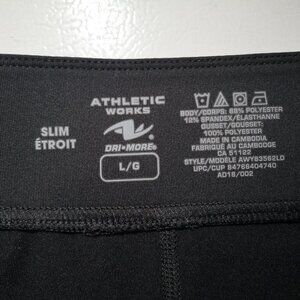 SLIM
ÉTROIT
ATHLETIC
WORKS
DRI•MORE®
L/G
BODY/CORPS: 88% POLYESTER
12% SPANDEX/ÉLASTHANNE
GUSSET/GOUSSET:
100% POLYESTER
MADE IN CAMBODIA
FABRIQUÉ AU CAMBODGE
CA 51122
STYLE/MODÈLE AWY83562LD
UPC/CUP 84766404740
AD18/002